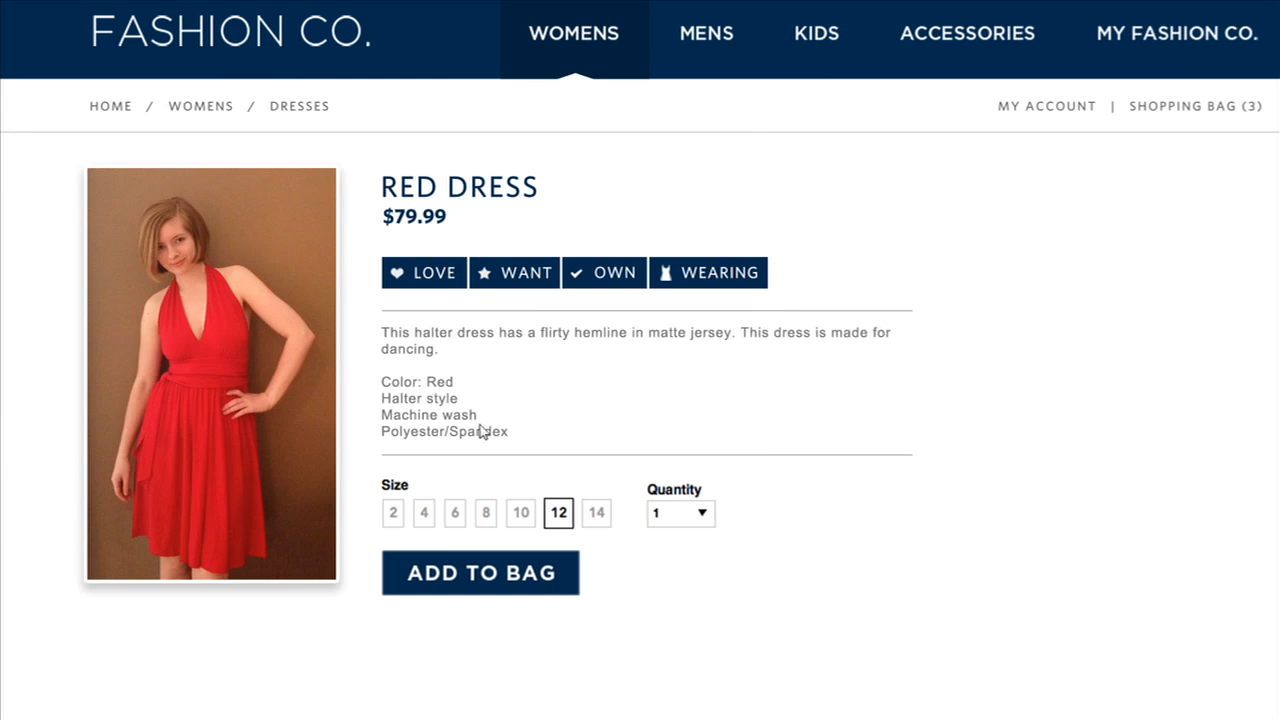 FASHION CO.
WOMENS
MENS
KIDS
ACCESSORIES
MY FASHION CO.
HOME / WOMENS / DRESSES
MY ACCOUNT | SHOPPING BAG (3)
RED DRESS
$79.99
LOVE
WANT
OWN
WEARING
This halter dress has a flirty hemline in matte jersey. This dress is made for
dancing.
Color: Red
Halter style
Machine wash
Polyester/Spandex
Size
2 4 6 8 10 12 14
Quantity
1
ADD TO BAG